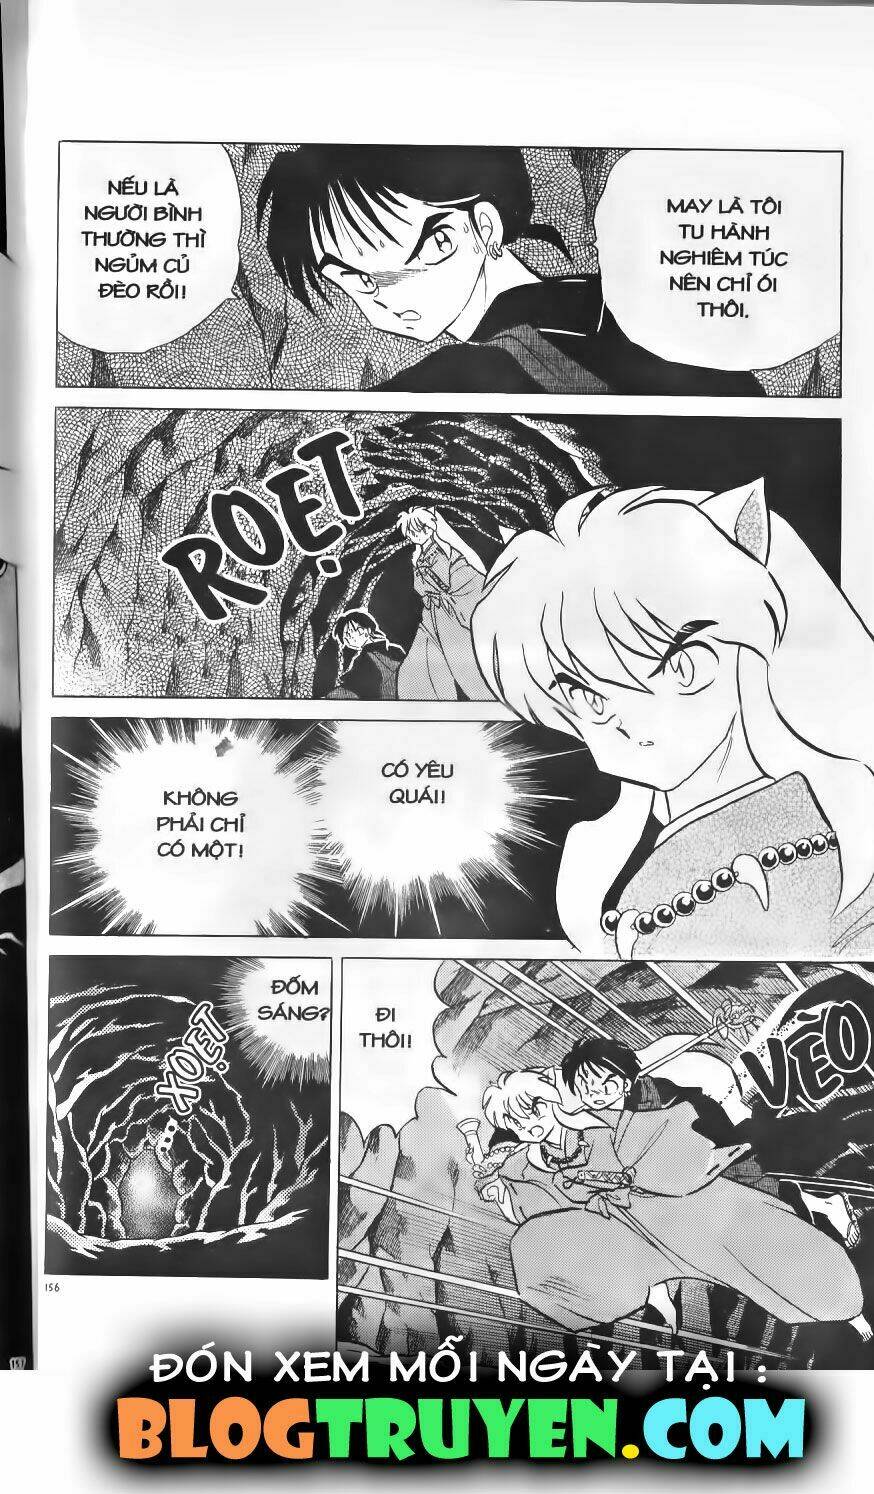 MAY LÀ TÔI
TU HÀNH
NGHIÊM TÚC
NÊN CHỈ ÓI
THÔI.
NẾU LÀ
NGƯỜI BÌNH
THƯỜNG THÌ
NGỦM CỦ
ĐÈO RỒI!
ROẸT
CÓ YÊU
QUÁI!
KHÔNG
PHẢI CHỈ
CÓ MỘT!
ĐỐM
SÁNG?
XOẸT
ĐI
THÔI!
VÈO
156
157
ĐÓN XEM MỖI NGÀY TẠI :
BLOGTRUYEN.COM